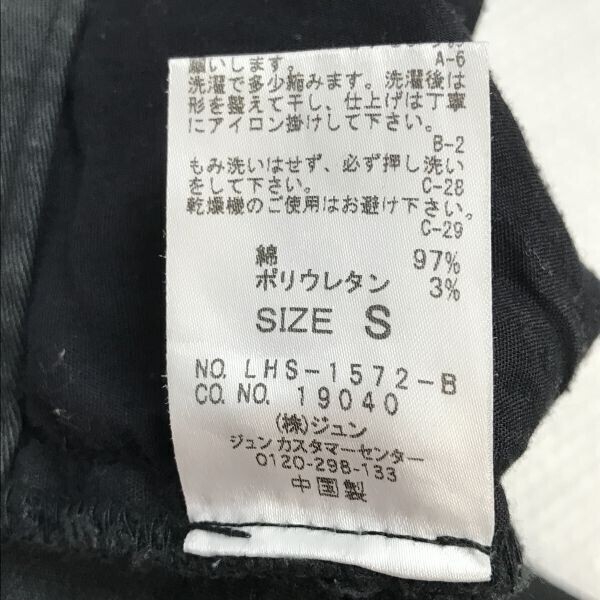 願いします。
A-6
洗濯で多少縮みます。洗濯後は
形を整えて干し、仕上げは丁寧
にアイロン掛けして下さい。
B-2
もみ洗いはせず、必ず押し洗い
をして下さい。 C-28
乾燥機のご使用はお避け下さい。
C-29
綿 97%
ポリウレタン 3%
SIZE S
NO. LHS-1572-B
CO. NO. 19040
(株)ジュン
ジュンカスタマーセンター
0120-298-133
中国製